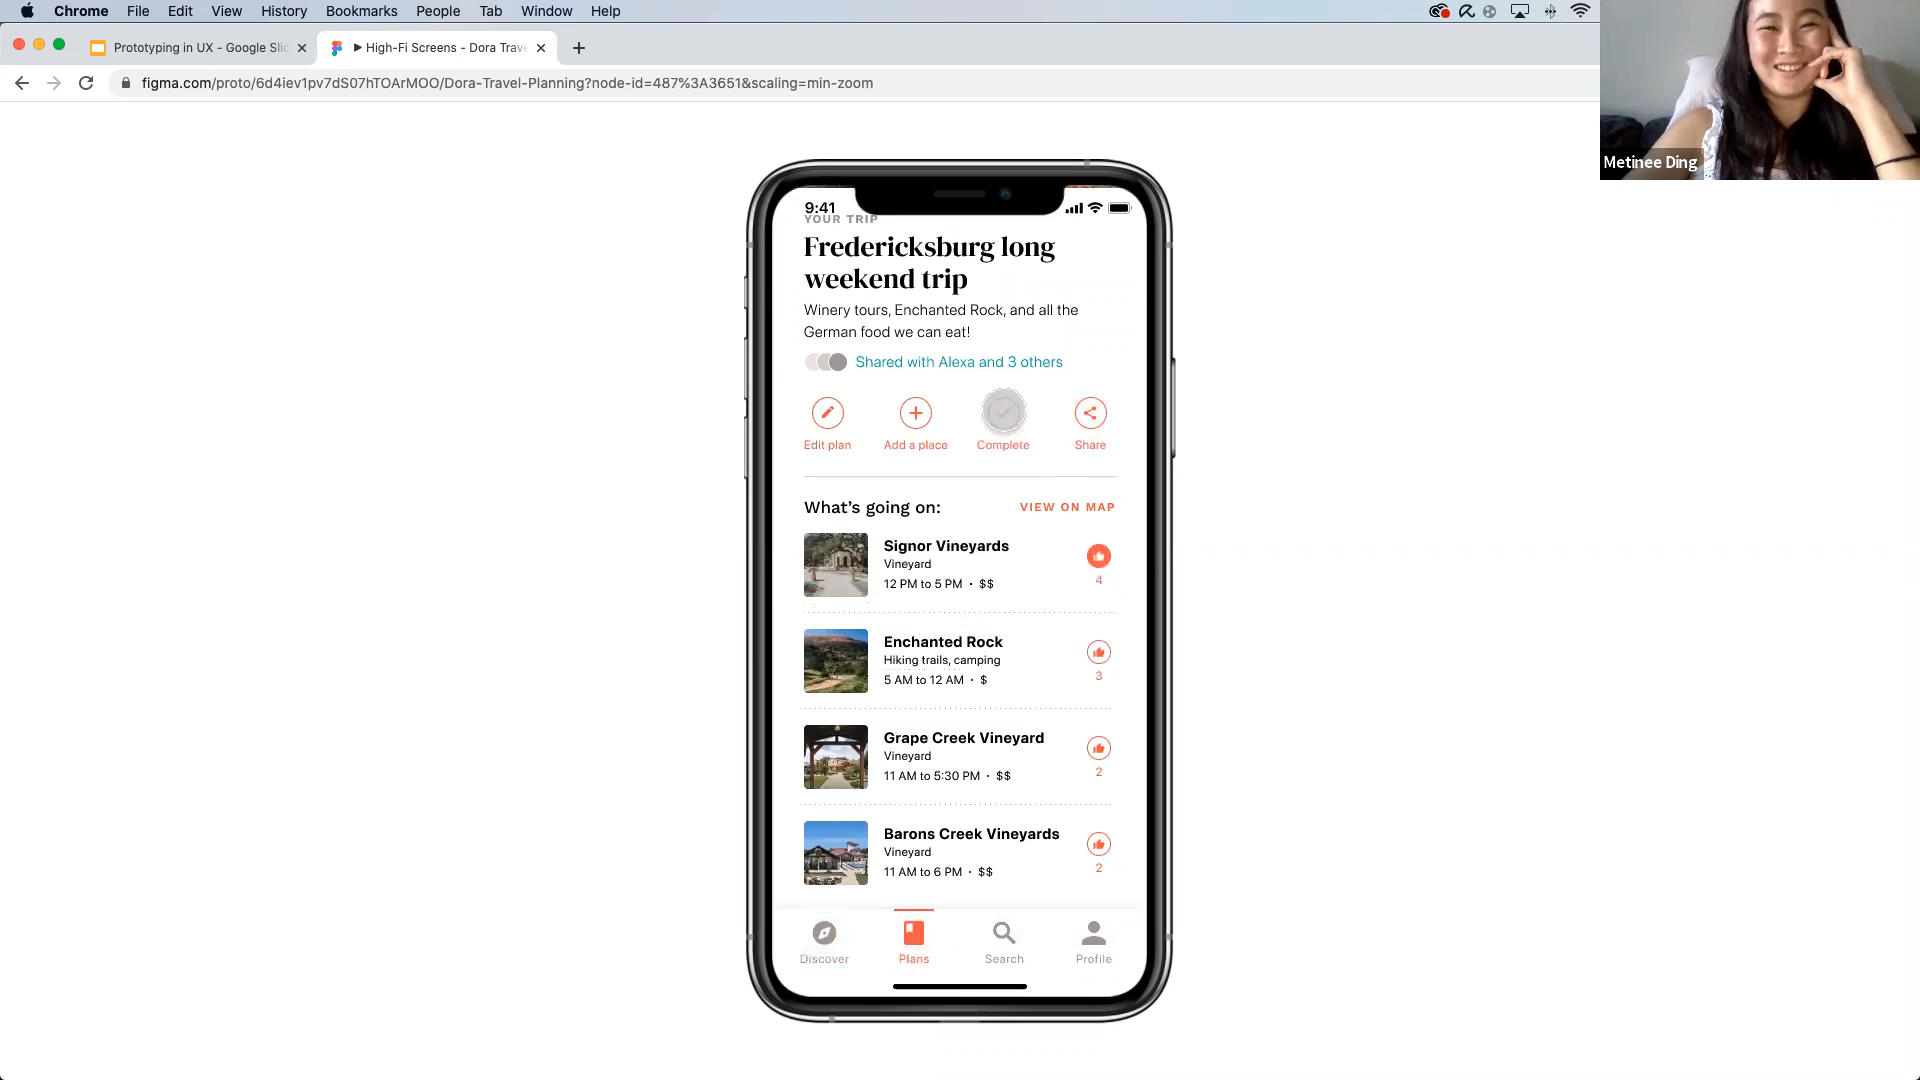 Chrome File Edit View History Bookmarks People Tab Window Help
Prototyping in UX - Google Slic
High-Fi Screens - Dora Trave
figma.com/proto/6d4iev1pv7dS07hTOArMOO/Dora-Travel-Planning?node-id=487%3A3651&scaling=min-zoom
Metinee Ding
9:41
YOUR TRIP
Fredericksburg long
weekend trip
Winery tours, Enchanted Rock, and all the
German food we can eat!
Shared with Alexa and 3 others
Edit plan Add a place Complete Share
What's going on: VIEW ON MAP
Signor Vineyards
Vineyard
12 PM to 5 PM · $$
4
Enchanted Rock
Hiking trails, camping
5 AM to 12 AM · $
3
Grape Creek Vineyard
Vineyard
11 AM to 5:30 PM · $$
2
Barons Creek Vineyards
Vineyard
11 AM to 6 PM · $$
2
Discover Plans Search Profile